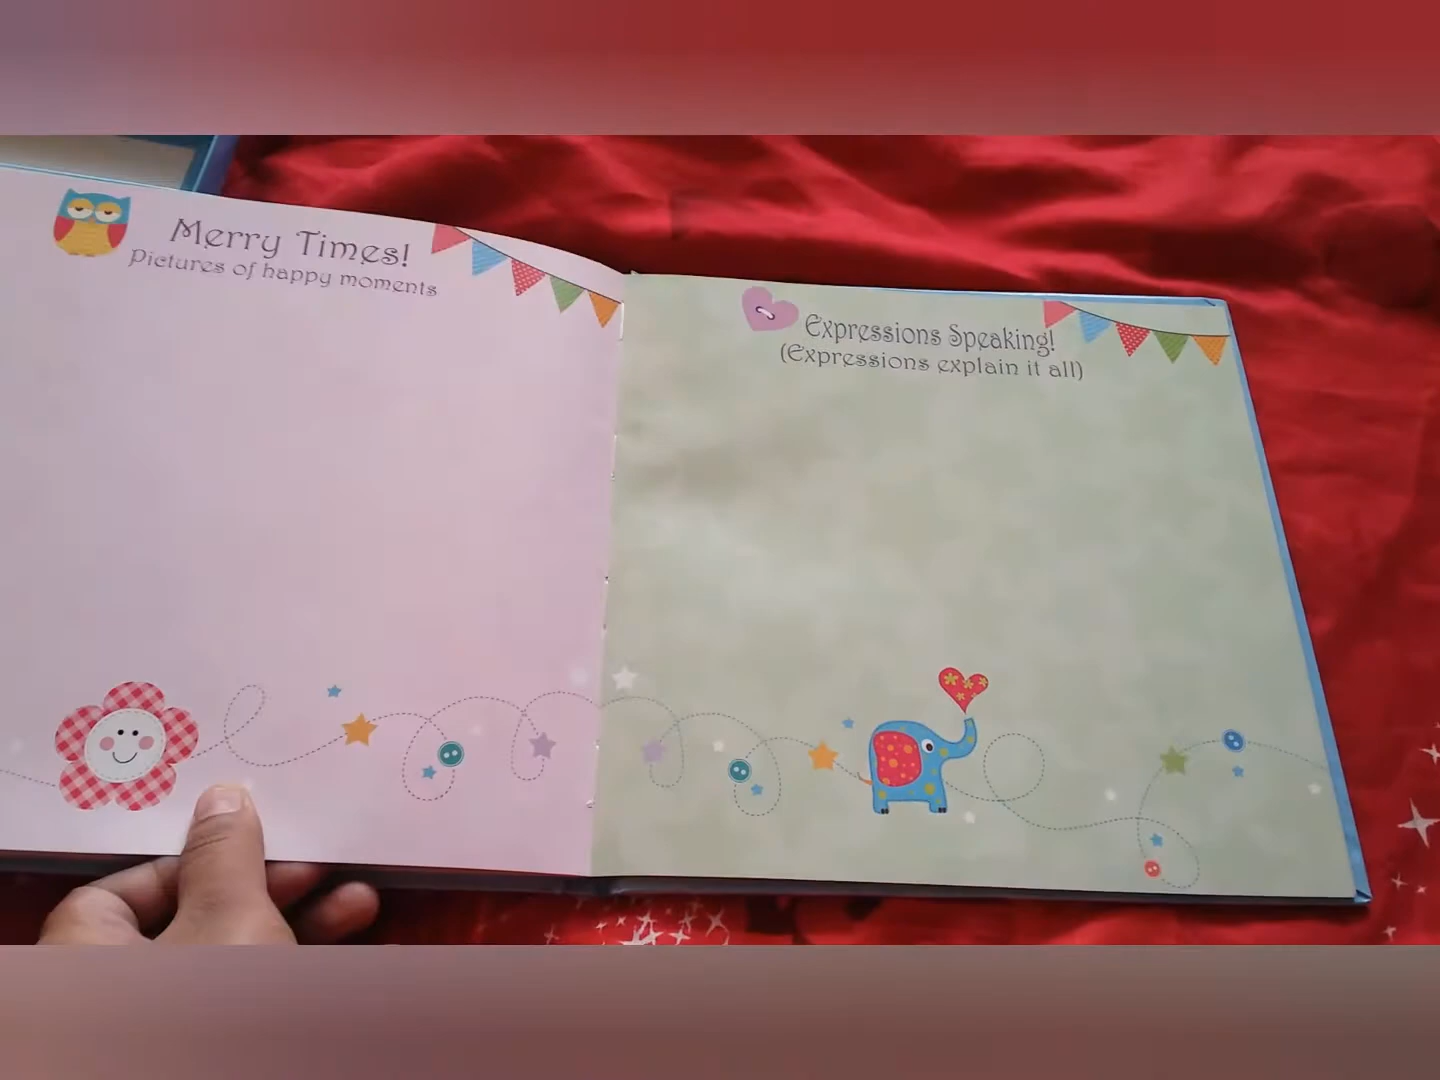 Merry Times!
Pictures of happy moments
Expressions Speaking!
(Expressions explain it all)